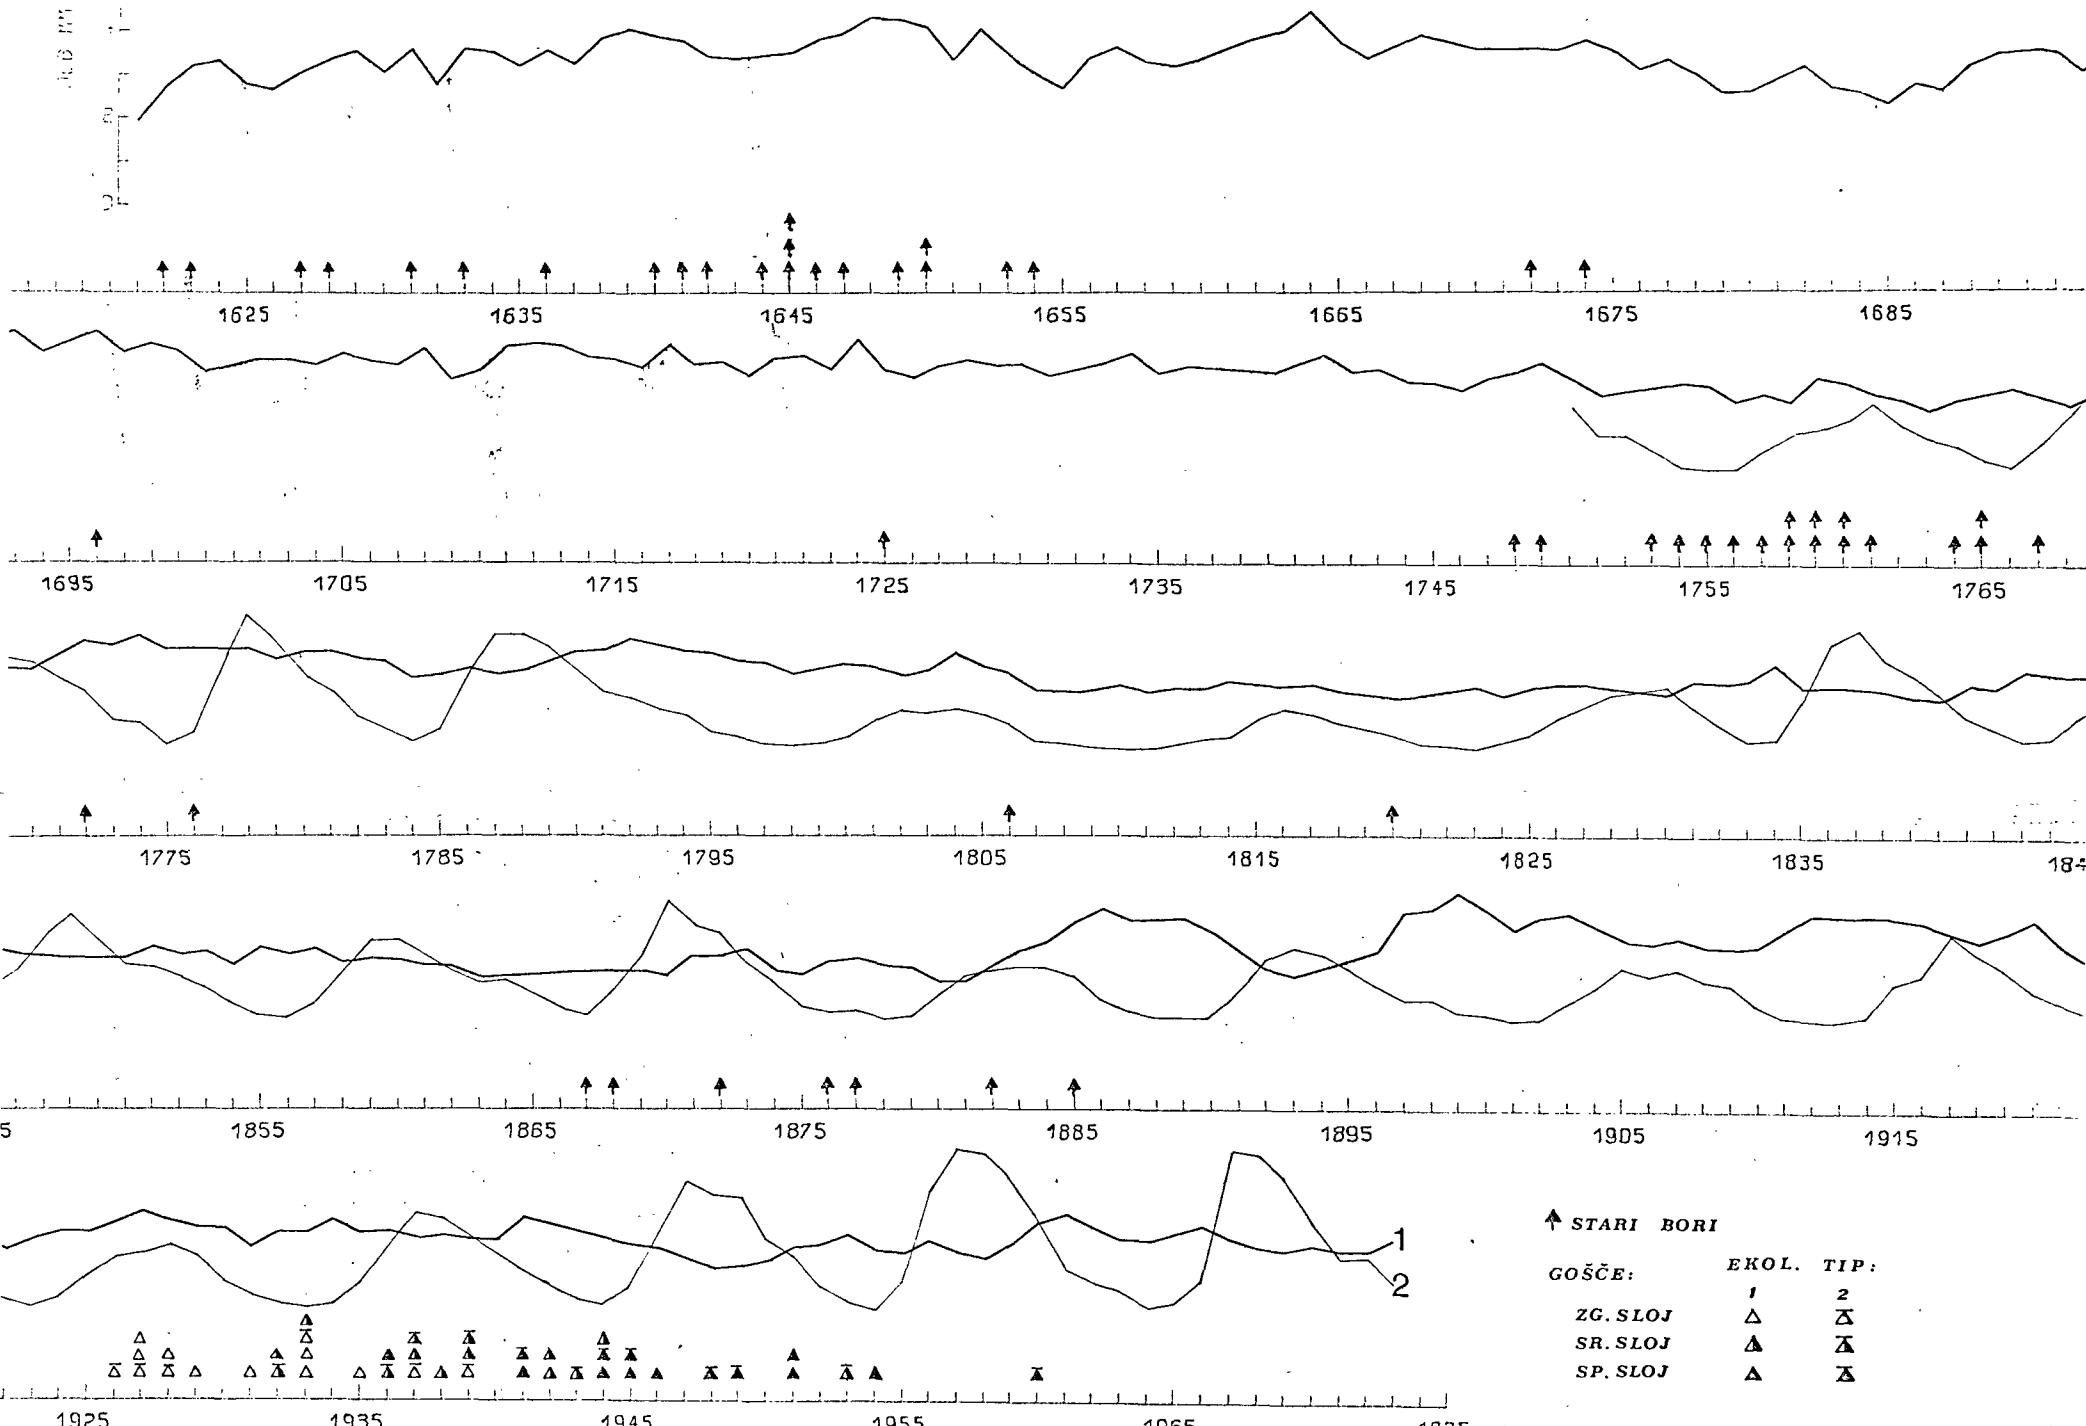 1625 1635 1645 1655 1665 1675 1685
1695 1705 1715 1725 1735 1745 1755 1765
1775 1785 1795 1805 1815 1825 1835
1855 1865 1875 1885 1895 1905 1915
1
2
STARI BORI
GOŠČE: EKOL. TIP:
1 2
ZG. SLOJ
SR. SLOJ
SP. SLOJ
1925 1935 1945 1955